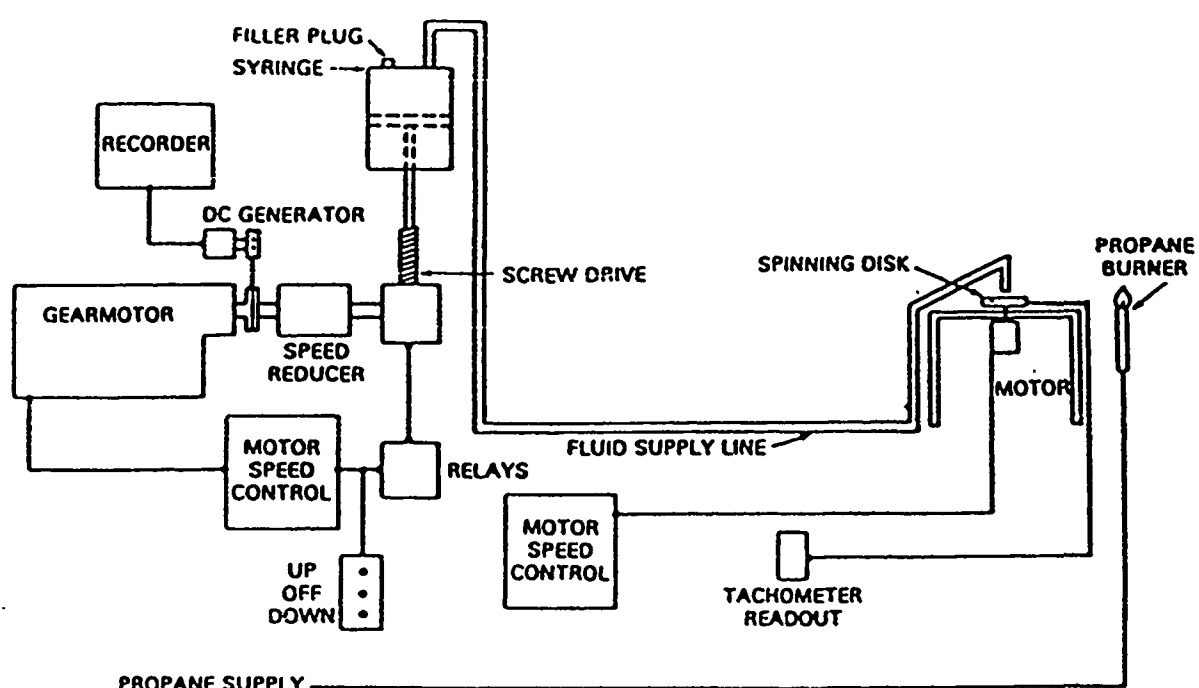 FILLER PLUG
SYRINGE
RECORDER
DC GENERATOR
SCREW DRIVE
GEARMOTOR
SPEED
REDUCER
SPINNING DISK
PROPANE
BURNER
MOTOR
FLUID SUPPLY LINE
MOTOR
SPEED
CONTROL
RELAYS
MOTOR
SPEED
CONTROL
UP
OFF
DOWN
TACHOMETER
READOUT
PROPANE SUPPLY